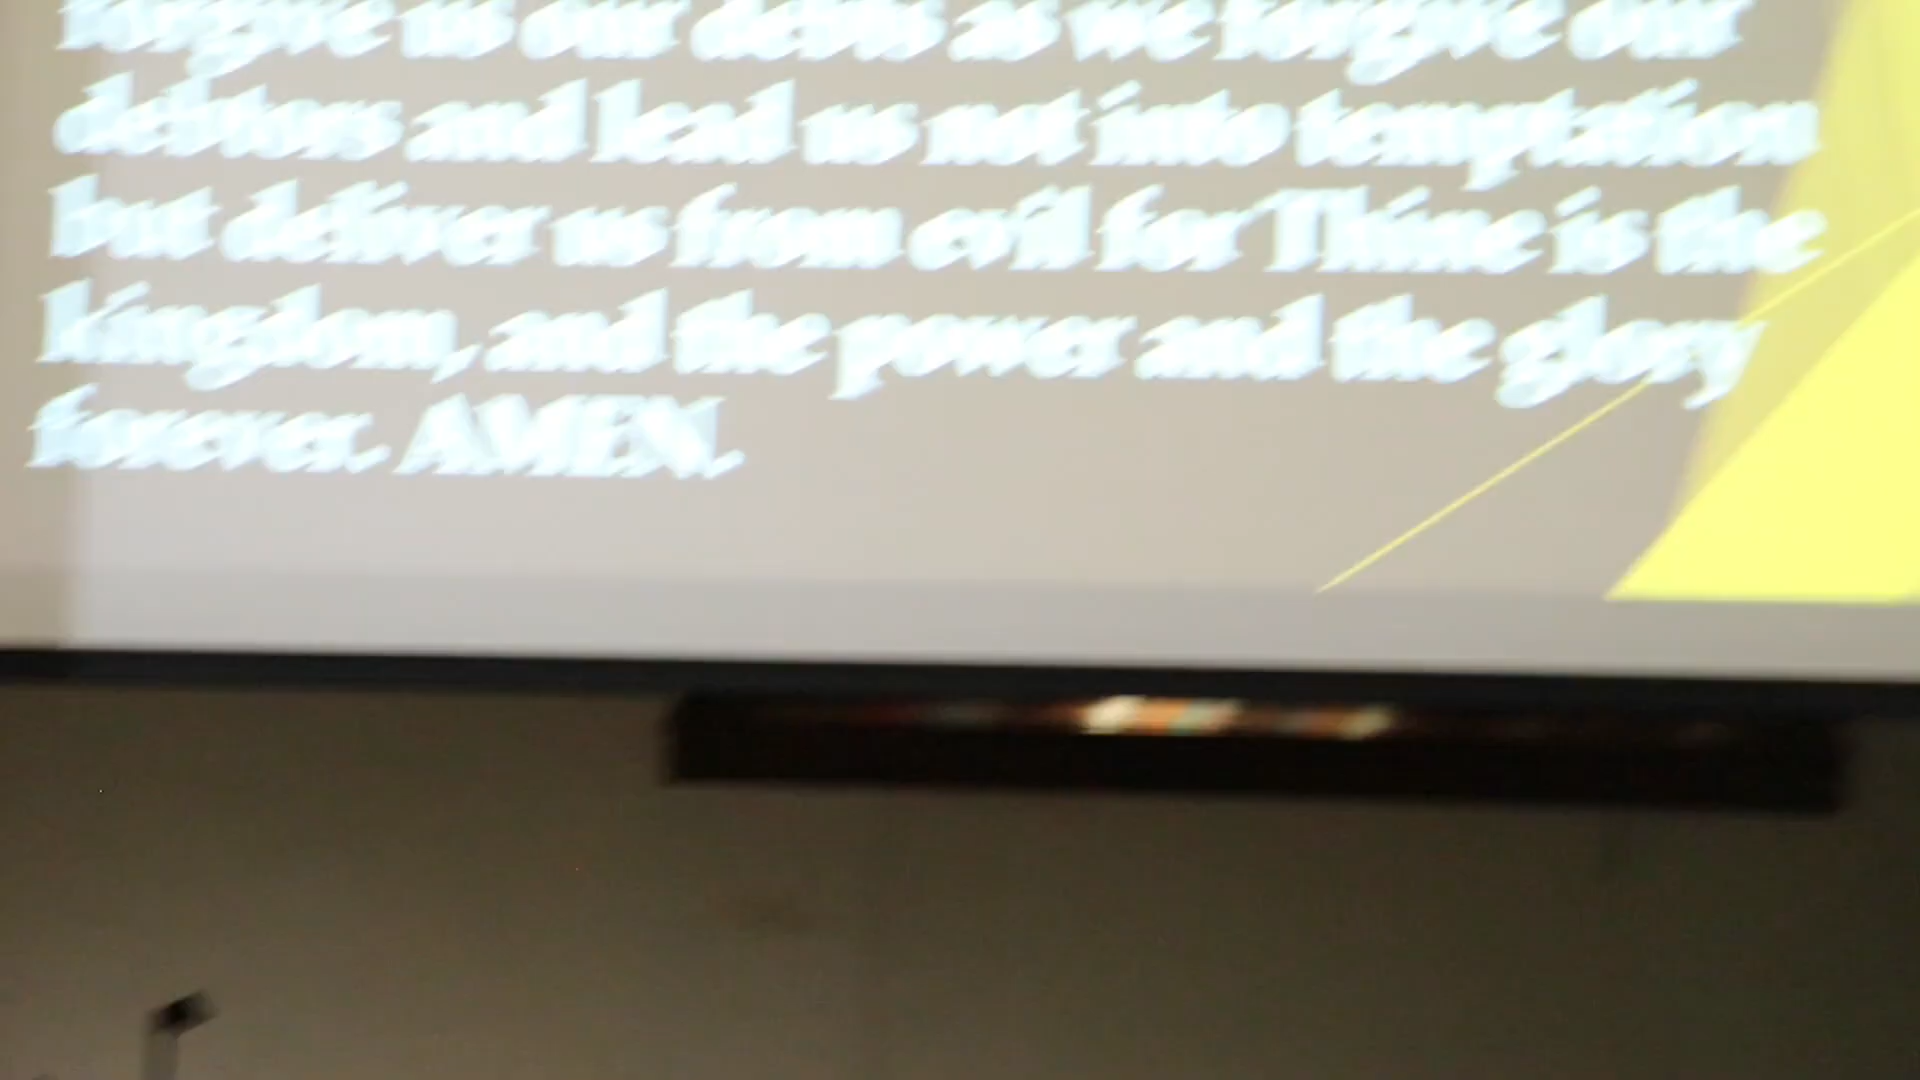 forgive us our debts as we forgive our
debtors and lead us not into temptation
but deliver us from evil for Thine is the
kingdom, and the power and the glory
forever. AMEN.